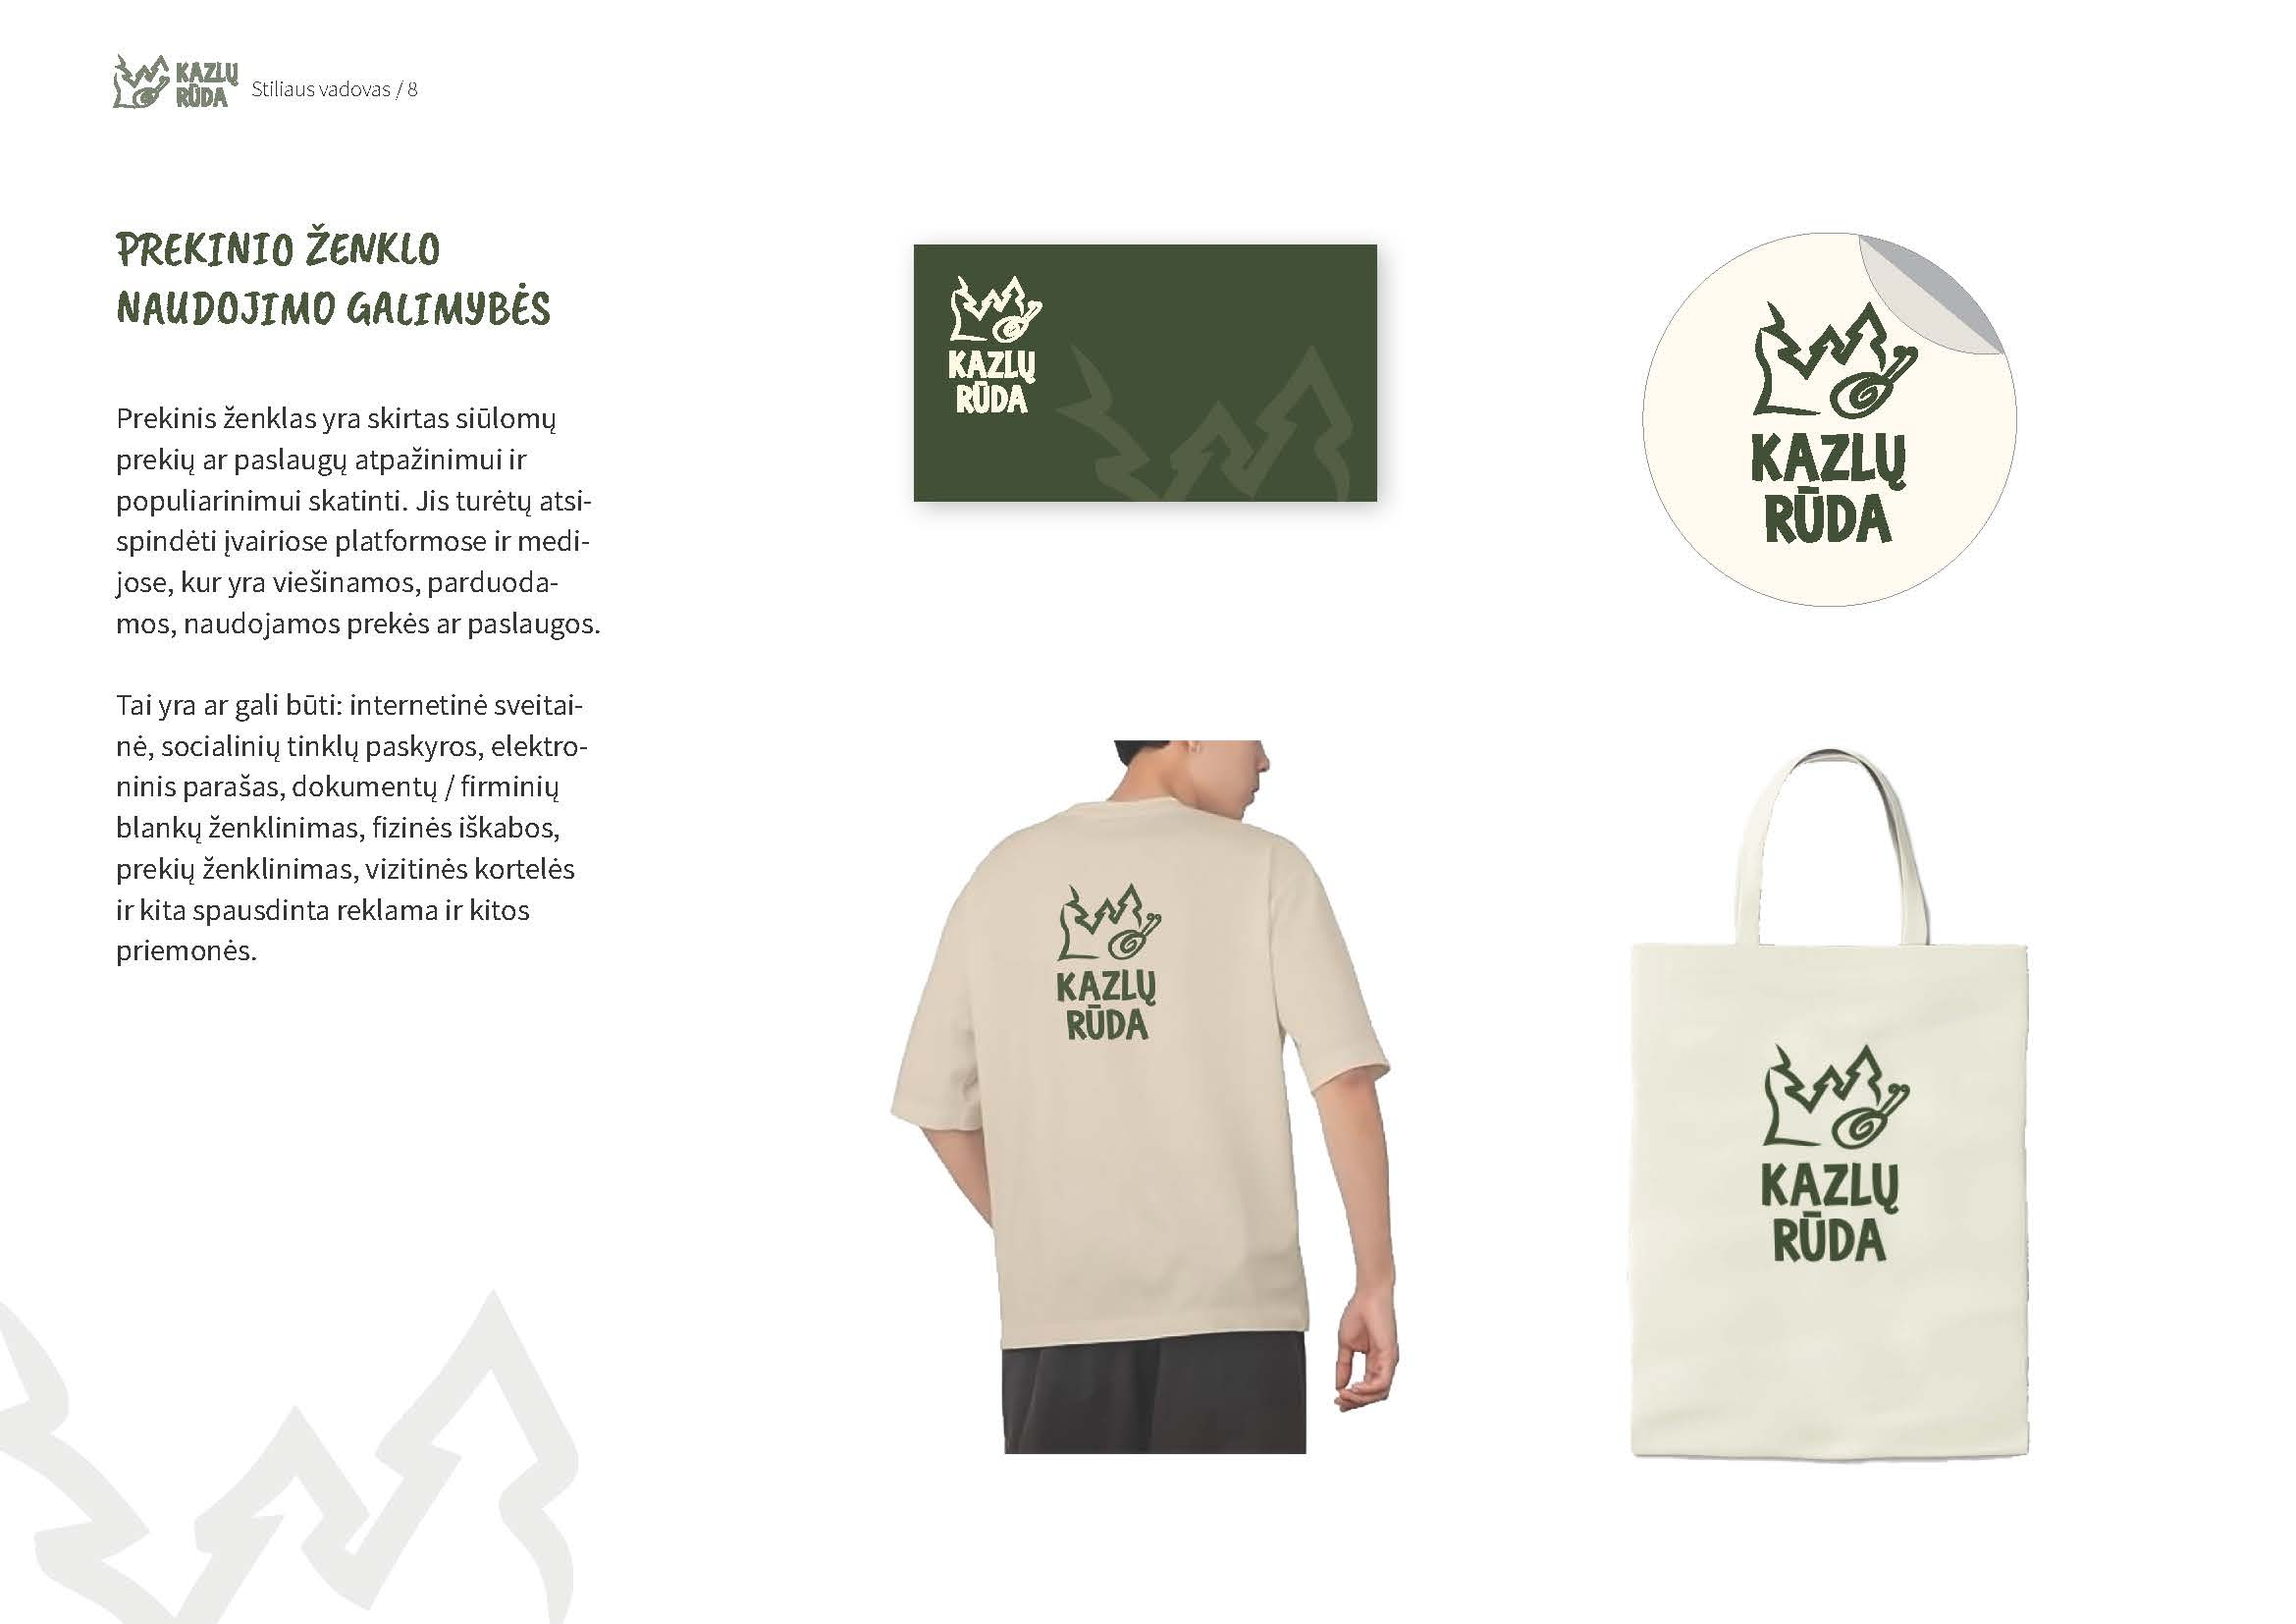 KAZLŲ
RŪDA
Stiliaus vadovas / 8
PREKINIO ŽENKLO
NAUDOJIMO GALIMYBĖS
Prekinis ženklas yra skirtas siūlomų
prekių ar paslaugų atpažinimui ir
populiarinimui skatinti. Jis turėtų atsi-
spindėti įvairiose platformose ir medi-
jose, kur yra viešinamos, parduoda-
mos, naudojamos prekės ar paslaugos.
Tai yra ar gali būti: internetinė sveitai-
nė, socialinių tinklų paskyros, elektro-
ninis parašas, dokumentų / firminių
blankų ženklinimas, fizinės iškabos,
prekių ženklinimas, vizitinės kortelės
ir kita spausdinta reklama ir kitos
priemonės.
KAZLŲ
RŪDA
KAZLŲ
RŪDA
KAZLŲ
RŪDA
KAZLŲ
RŪDA